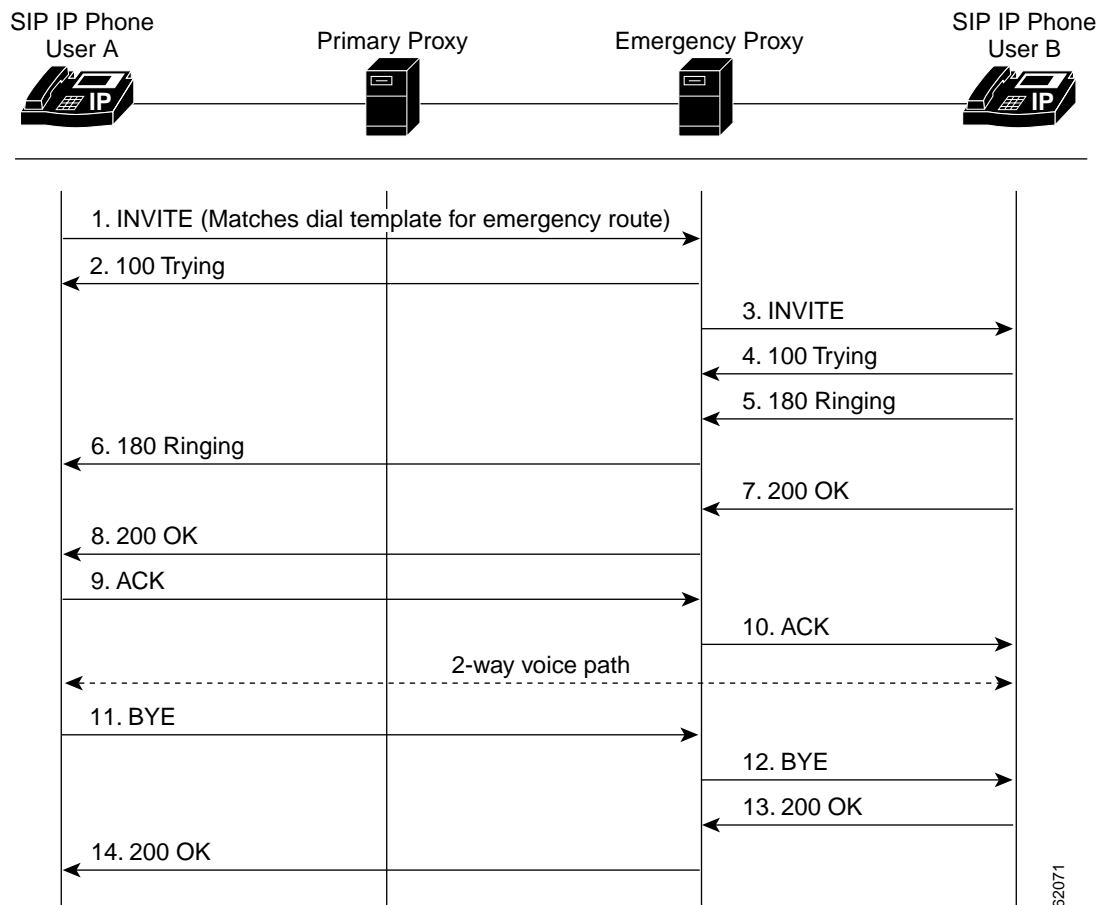 SIP IP Phone
User A
Primary Proxy
Emergency Proxy
SIP IP Phone
User B
IP
IP
1. INVITE (Matches dial template for emergency route)
2. 100 Trying
3. INVITE
4. 100 Trying
5. 180 Ringing
6. 180 Ringing
7. 200 OK
8. 200 OK
9. ACK
10. ACK
2-way voice path
11. BYE
12. BYE
13. 200 OK
14. 200 OK
62071